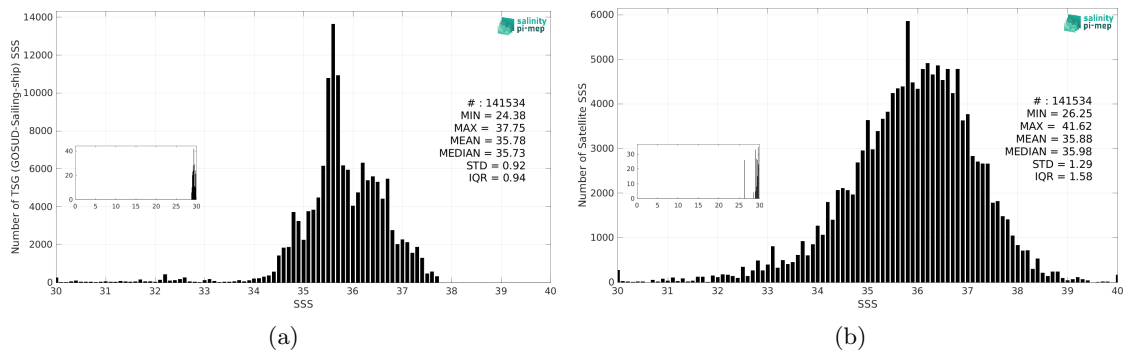 14000
12000
10000
8000
6000
4000
2000
0
Number of TSG (GOSUD-Sailing-ship) SSS
salinity
pi-mep
# : 141534
MIN = 24.38
MAX = 37.75
MEAN = 35.78
MEDIAN = 35.73
STD = 0.92
IQR = 0.94
40
20
0
0 5 10 15 20 25 30
30 31 32 33 34 35 36 37 38 39 40
SSS
(a)
6000
5000
4000
3000
2000
1000
0
Number of Satellite SSS
salinity
pi-mep
# : 141534
MIN = 26.25
MAX = 41.62
MEAN = 35.88
MEDIAN = 35.98
STD = 1.29
IQR = 1.58
30
20
10
0
0 5 10 15 20 25 30
30 31 32 33 34 35 36 37 38 39 40
SSS
(b)